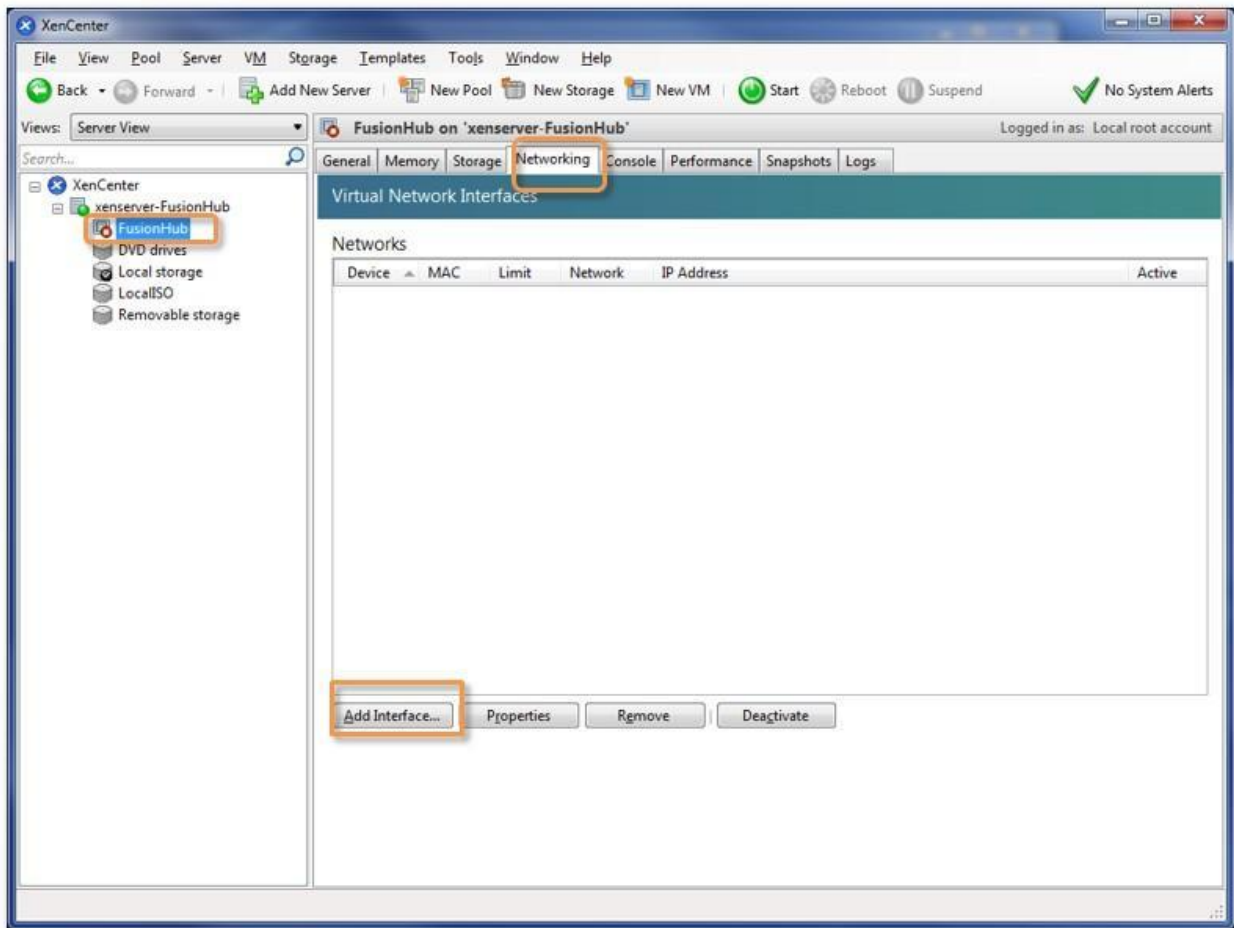 XenCenter
File View Pool Server VM Storage Templates Tools Window Help
Back Forward Add New Server New Pool New Storage New VM Start Reboot Suspend No System Alerts
Views: Server View
FusionHub on 'xenserver-FusionHub' Logged in as: Local root account
Search...
General Memory Storage Networking Console Performance Snapshots Logs
XenCenter
xenserver-FusionHub
FusionHub
DVD drives
Local storage
LocalISO
Removable storage
Virtual Network Interfaces
Networks
Device MAC Limit Network IP Address Active
Add Interface... Properties Remove Deactivate